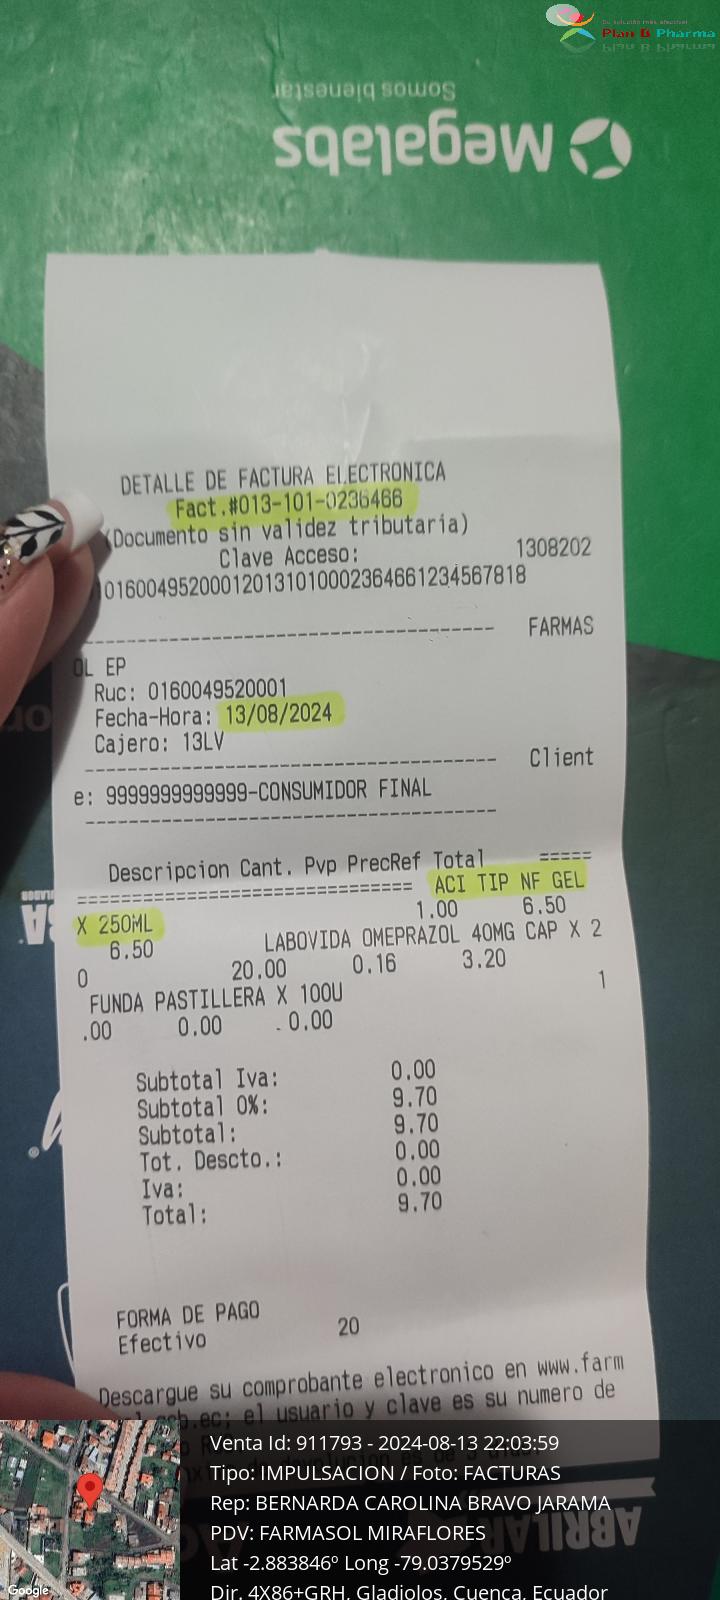 Su solución más efectiva!
Plan B Pharma
Megalabs
Somos bienestar
DETALLE DE FACTURA ELECTRONICA
Fact.#013-101-0236466
(Documento sin validez tributaria)
Clave Acceso: 1308202
016004952000120131010002364661234567818
----------------------------------- FARMAS
OL EP
Ruc: 0160049520001
Fecha-Hora: 13/08/2024
Cajero: 13LV
----------------------------------- Client
e: 9999999999999-CONSUMIDOR FINAL
-----------------------------------
Descripcion Cant. Pvp PrecRef Total =====
============================== ACI TIP NF GEL
X 250ML 1.00 6.50
6.50 LABOVIDA OMEPRAZOL 40MG CAP X 2
0 20.00 0.16 3.20
FUNDA PASTILLERA X 100U 1
.00 0.00 0.00
Subtotal Iva: 0.00
Subtotal 0%: 9.70
Subtotal: 9.70
Tot. Descto.: 0.00
Iva: 0.00
Total: 9.70
FORMA DE PAGO
Efectivo 20
Descargue su comprobante electronico en www.farm
.ec; el usuario y clave es su numero de
ABRILAR
Venta Id: 911793 - 2024-08-13 22:03:59
Tipo: IMPULSACION / Foto: FACTURAS
Rep: BERNARDA CAROLINA BRAVO JARAMA
PDV: FARMASOL MIRAFLORES
Lat -2.883846º Long -79.0379529º
Dir. 4X86+GRH, Gladiolos, Cuenca, Ecuador
Google